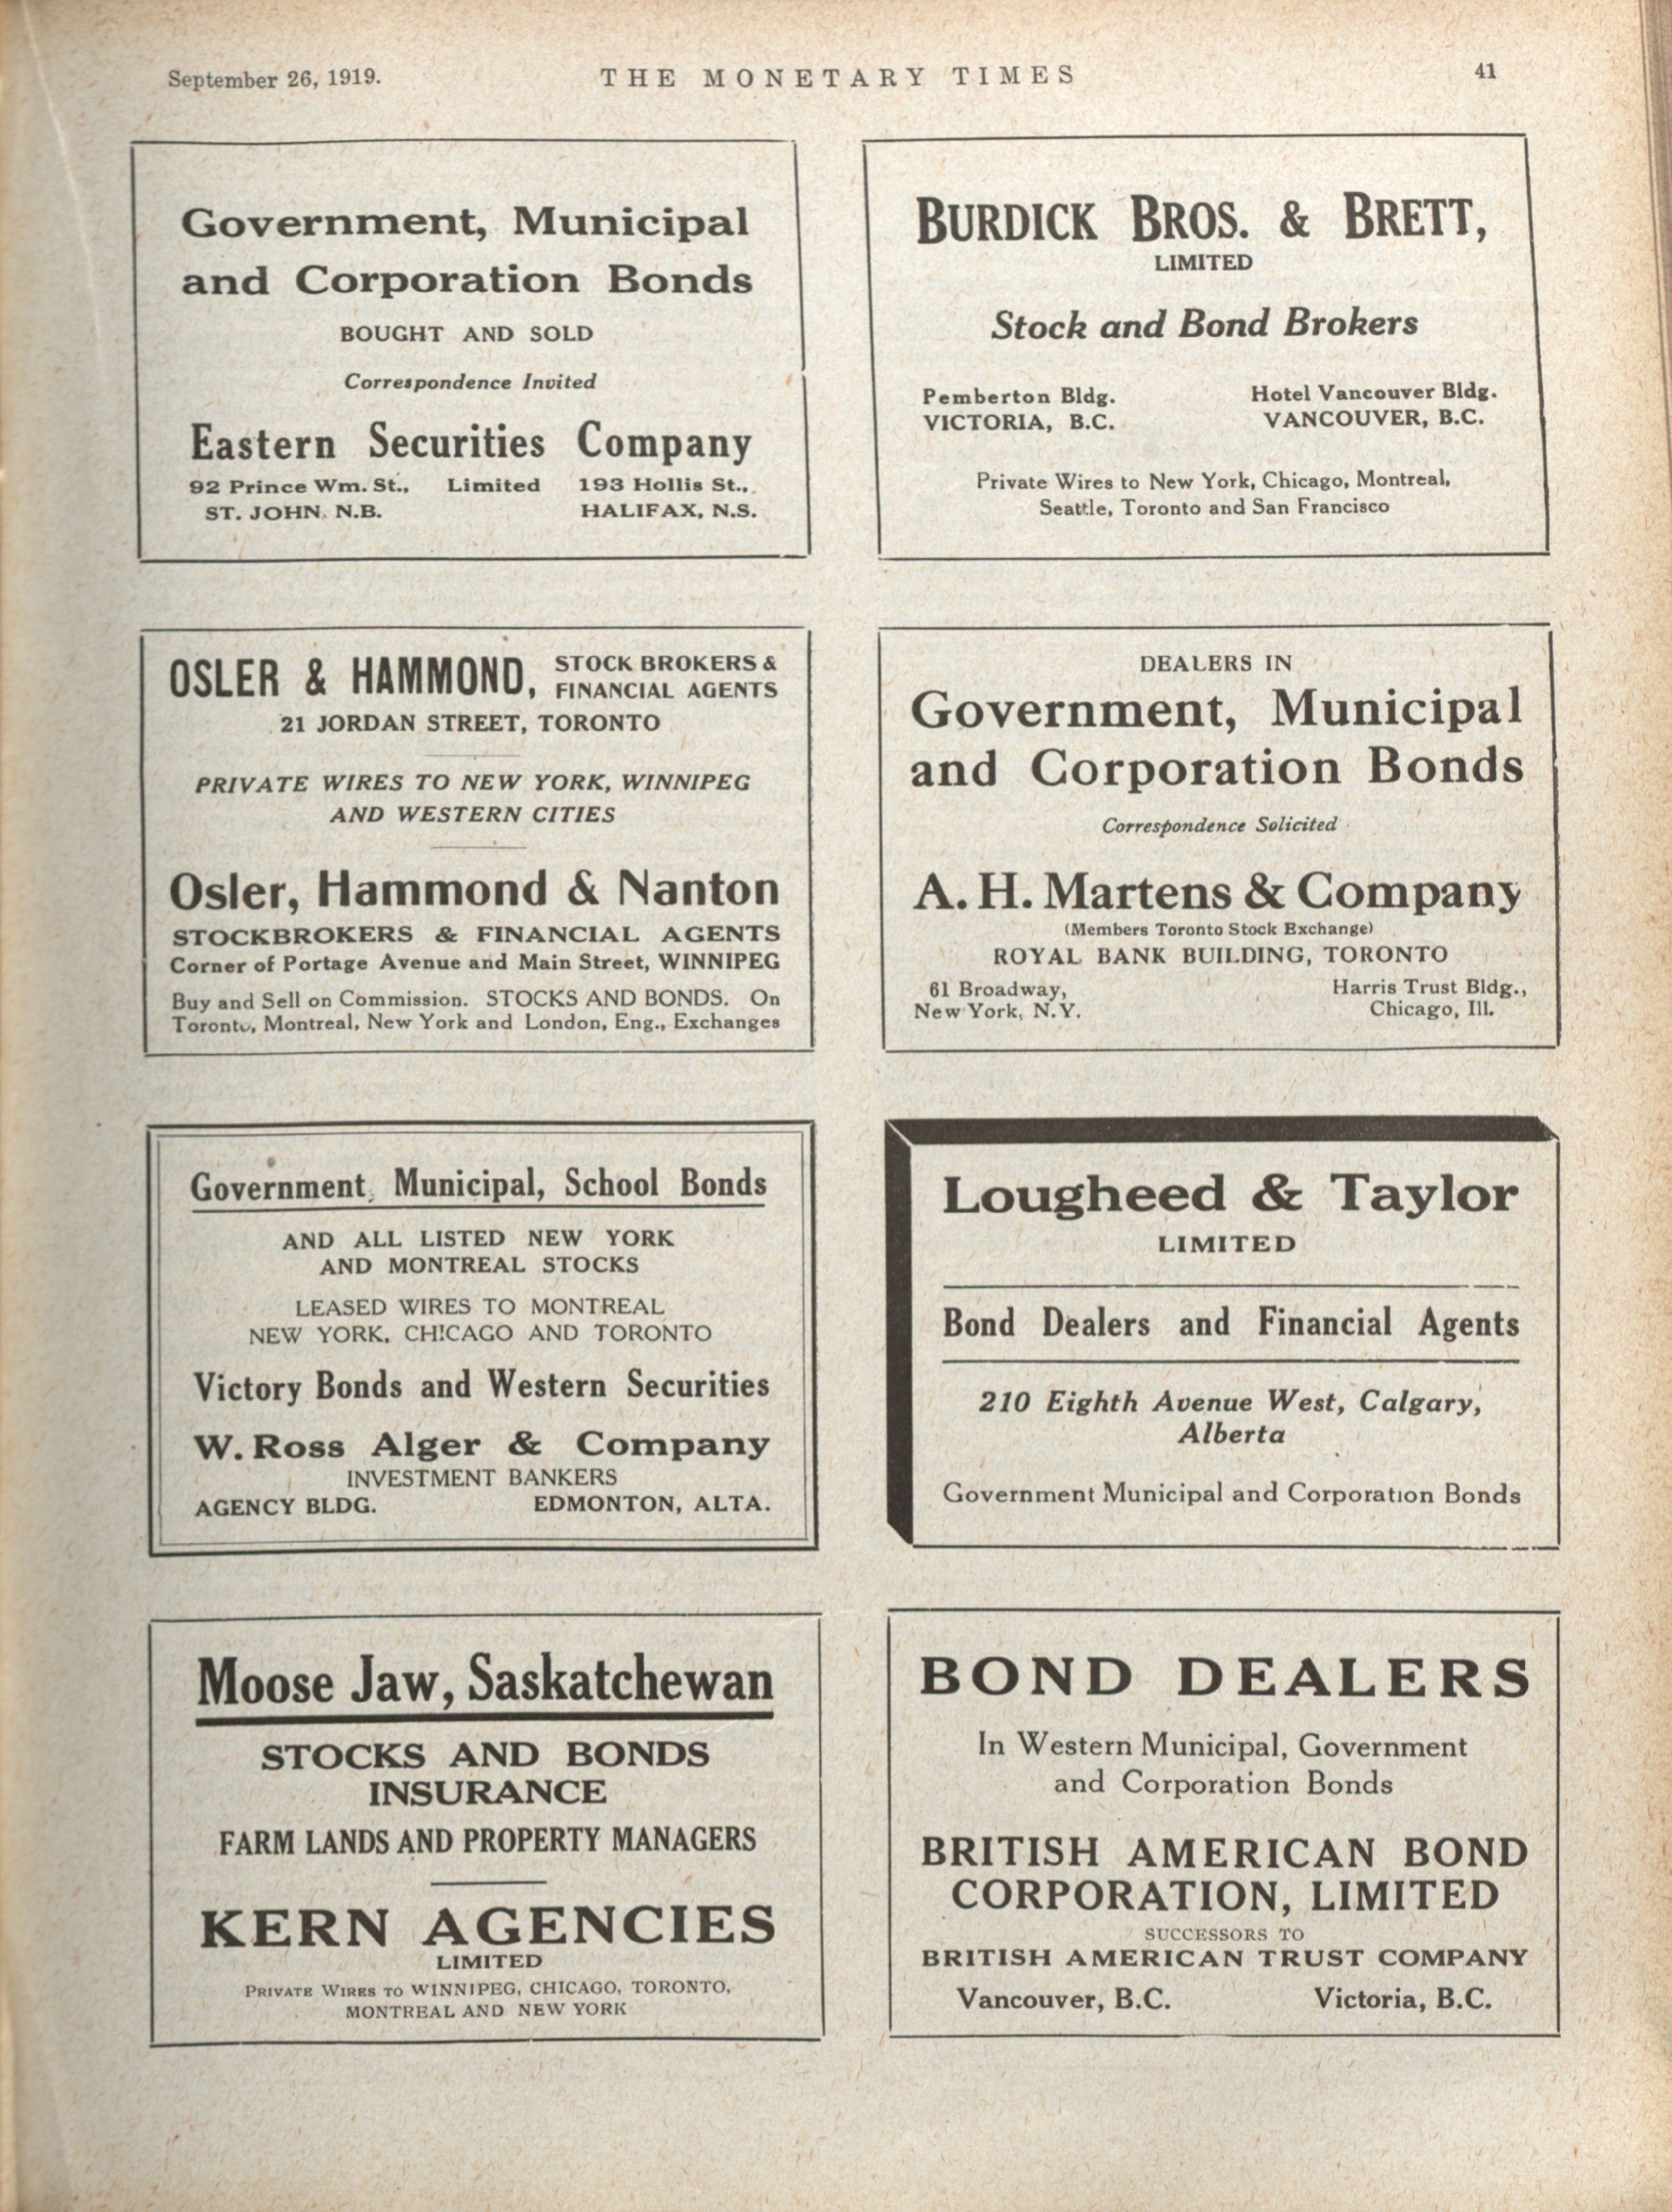 September 26, 1919.
THE MONETARY TIMES
41
Government, Municipal
and Corporation Bonds
BOUGHT AND SOLD
Correspondence Invited
Eastern Securities Company
92 Prince Wm. St., Limited 193 Hollis St.,
ST. JOHN, N.B. HALIFAX, N.S.
BURDICK BROS. & BRETT,
LIMITED
Stock and Bond Brokers
Pemberton Bldg. Hotel Vancouver Bldg.
VICTORIA, B.C. VANCOUVER, B.C.
Private Wires to New York, Chicago, Montreal,
Seattle, Toronto and San Francisco
OSLER & HAMMOND, STOCK BROKERS &
FINANCIAL AGENTS
21 JORDAN STREET, TORONTO
PRIVATE WIRES TO NEW YORK, WINNIPEG
AND WESTERN CITIES
Osler, Hammond & Nanton
STOCKBROKERS & FINANCIAL AGENTS
Corner of Portage Avenue and Main Street, WINNIPEG
Buy and Sell on Commission. STOCKS AND BONDS. On
Toronto, Montreal, New York and London, Eng., Exchanges
DEALERS IN
Government, Municipal
and Corporation Bonds
Correspondence Solicited
A. H. Martens & Company
(Members Toronto Stock Exchange)
ROYAL BANK BUILDING, TORONTO
61 Broadway, Harris Trust Bldg.,
New York, N.Y. Chicago, Ill.
Government, Municipal, School Bonds
AND ALL LISTED NEW YORK
AND MONTREAL STOCKS
LEASED WIRES TO MONTREAL
NEW YORK, CHICAGO AND TORONTO
Victory Bonds and Western Securities
W. Ross Alger & Company
INVESTMENT BANKERS
AGENCY BLDG. EDMONTON, ALTA.
Lougheed & Taylor
LIMITED
Bond Dealers and Financial Agents
210 Eighth Avenue West, Calgary,
Alberta
Government Municipal and Corporation Bonds
Moose Jaw, Saskatchewan
STOCKS AND BONDS
INSURANCE
FARM LANDS AND PROPERTY MANAGERS
KERN AGENCIES
LIMITED
PRIVATE WIRES TO WINNIPEG, CHICAGO, TORONTO,
MONTREAL AND NEW YORK
BOND DEALERS
In Western Municipal, Government
and Corporation Bonds
BRITISH AMERICAN BOND
CORPORATION, LIMITED
SUCCESSORS TO
BRITISH AMERICAN TRUST COMPANY
Vancouver, B.C. Victoria, B.C.